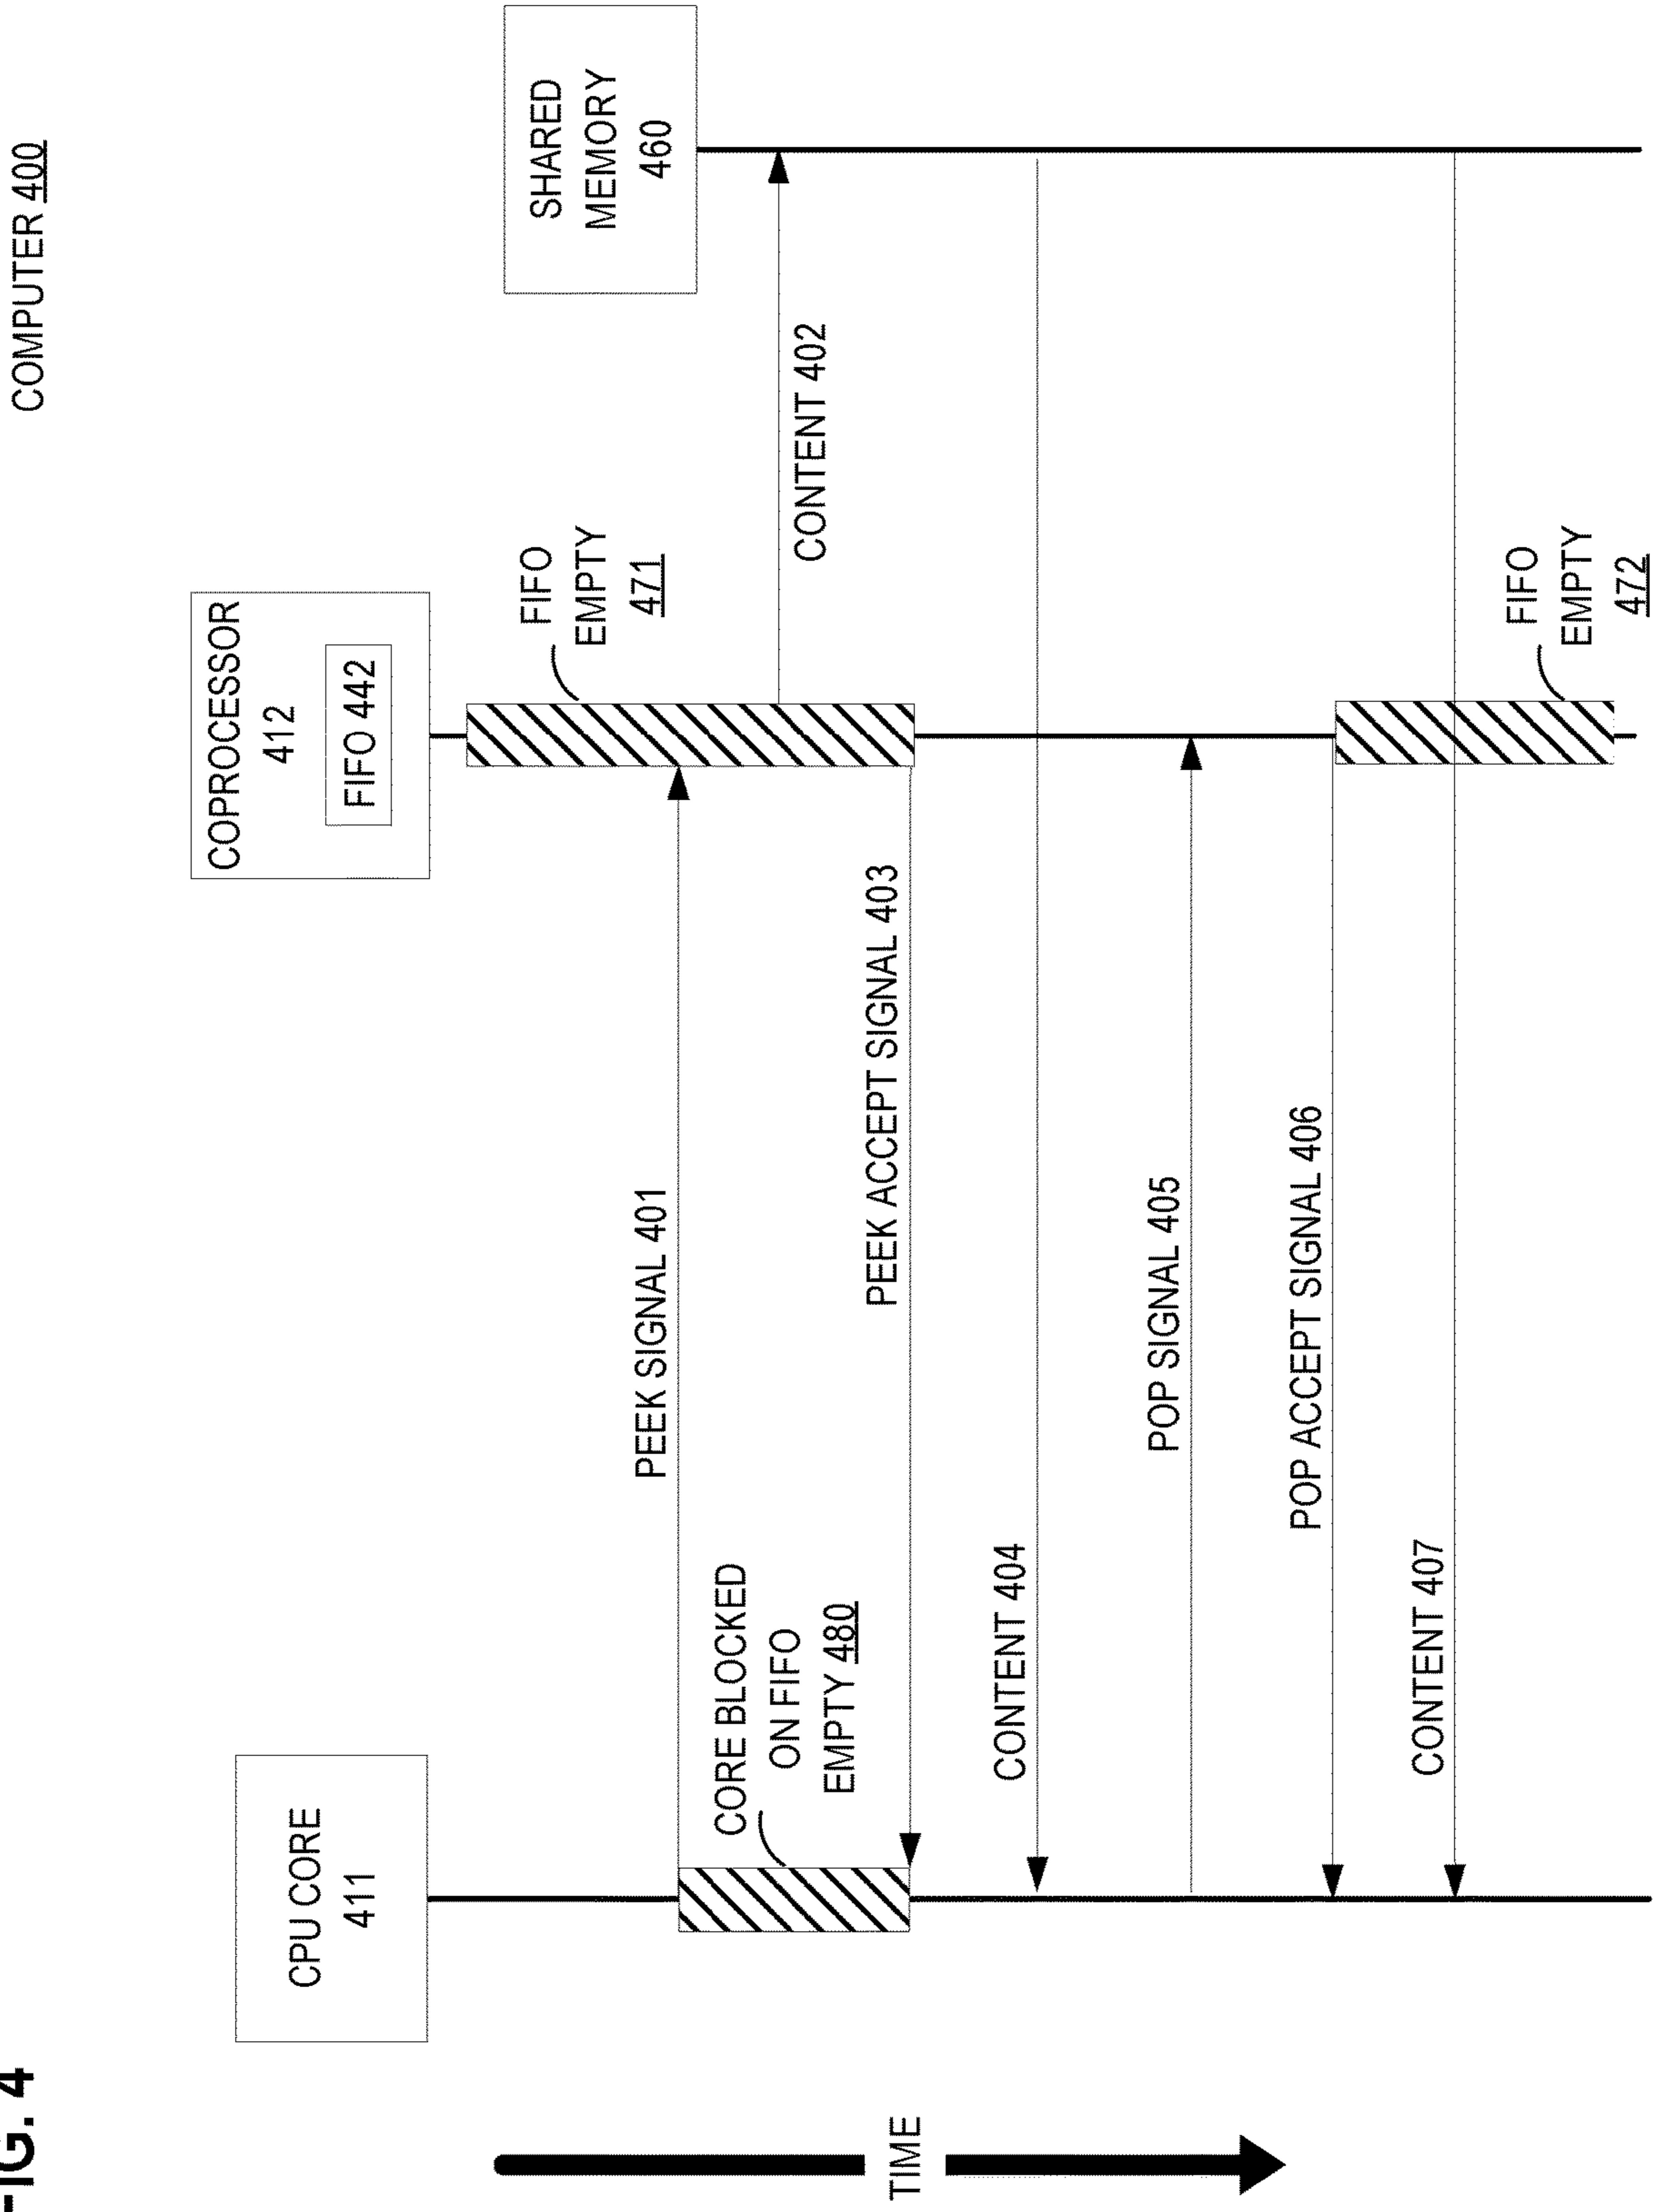 FIG. 4
COMPUTER 400
CPU CORE
411
COPROCESSOR
412
FIFO 442
SHARED
MEMORY
460
TIME
FIFO
EMPTY
471
PEEK SIGNAL 401
CORE BLOCKED
ON FIFO
EMPTY 480
CONTENT 402
PEEK ACCEPT SIGNAL 403
CONTENT 404
POP SIGNAL 405
POP ACCEPT SIGNAL 406
CONTENT 407
FIFO
EMPTY
472